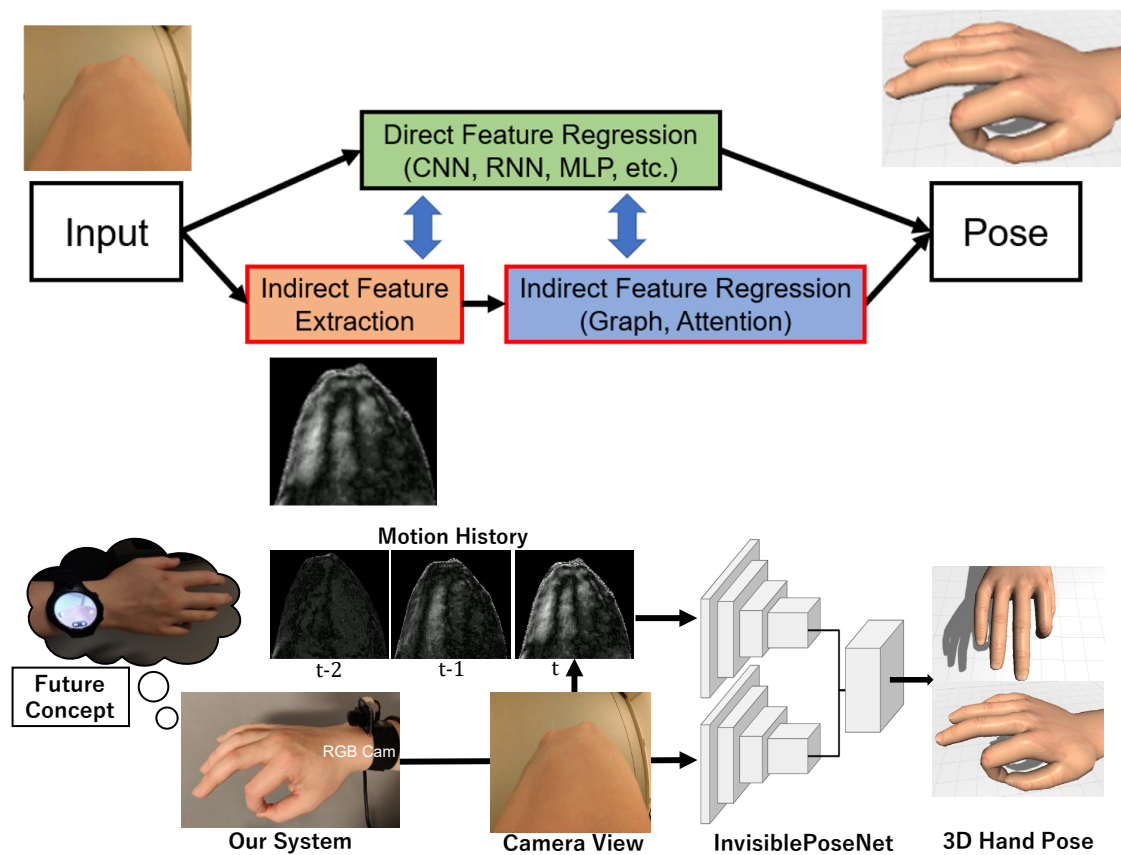 Direct Feature Regression
(CNN, RNN, MLP, etc.)
Input
Pose
Indirect Feature
Extraction
Indirect Feature Regression
(Graph, Attention)
Motion History
t-2
t-1
t
Future
Concept
RGB Cam
Our System
Camera View
InvisiblePoseNet
3D Hand Pose